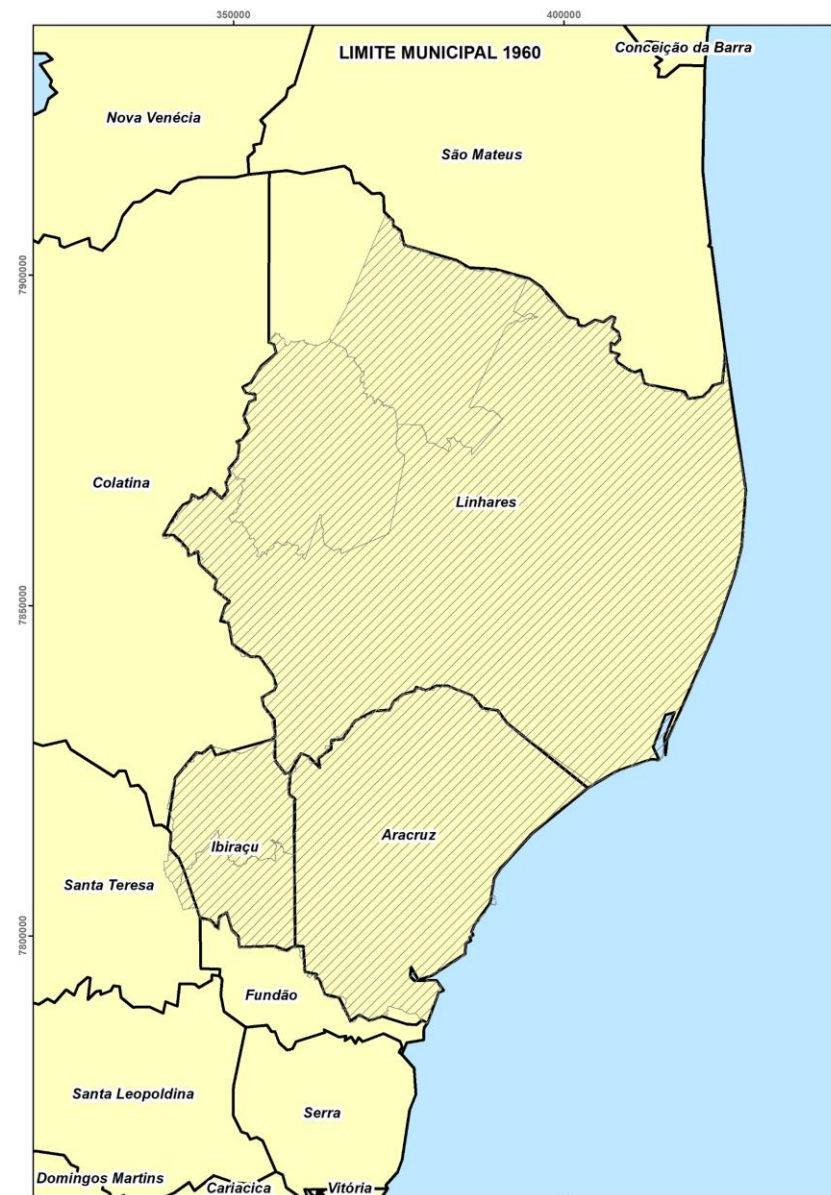 350000
400000
LIMITE MUNICIPAL 1960
Conceição da Barra
Nova Venécia
São Mateus
7900000
Colatina
Linhares
7850000
Aracruz
Ibiraçu
Santa Teresa
7800000
Fundão
Santa Leopoldina
Serra
Domingos Martins
Cariacica
Vitória